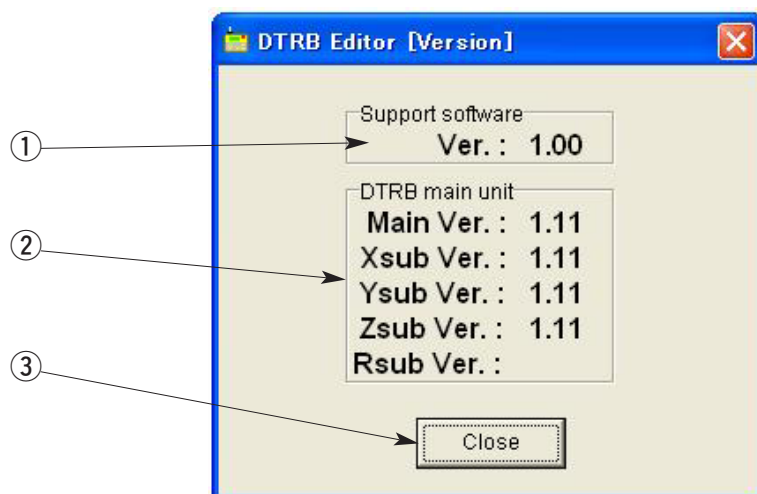 DTRB Editor [Version]
Support software
① Ver. : 1.00
DTRB main unit
Main Ver. : 1.11
② Xsub Ver. : 1.11
Ysub Ver. : 1.11
Zsub Ver. : 1.11
③ Rsub Ver. :
Close